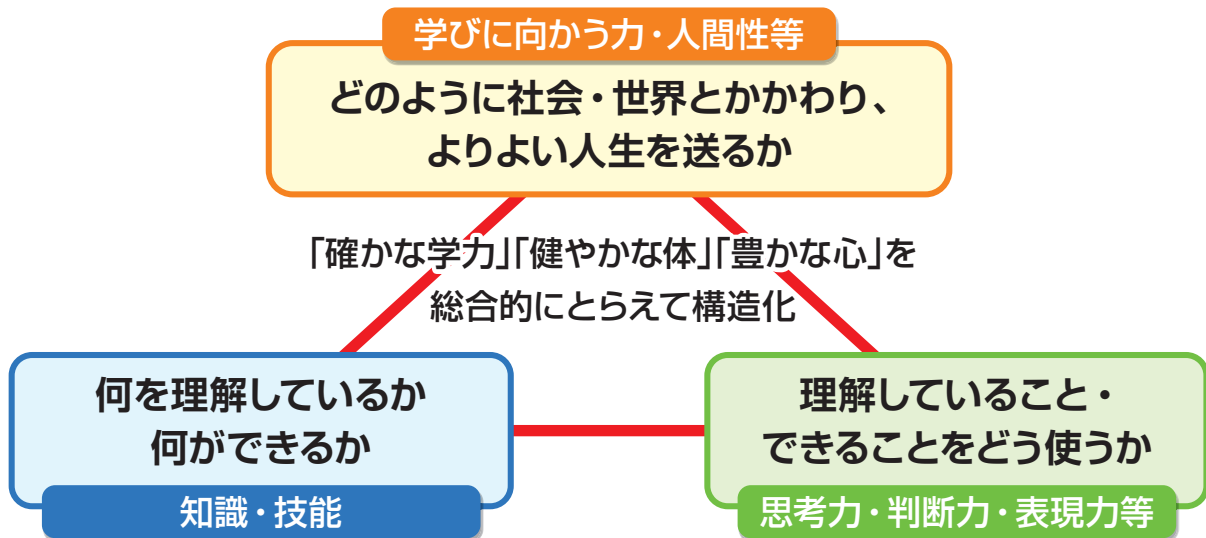 学びに向かう力・人間性等
どのように社会・世界とかかわり、
よりよい人生を送るか
「確かな学力」「健やかな体」「豊かな心」を
総合的にとらえて構造化
何を理解しているか
何ができるか
知識・技能
理解していること・
できることをどう使うか
思考力・判断力・表現力等